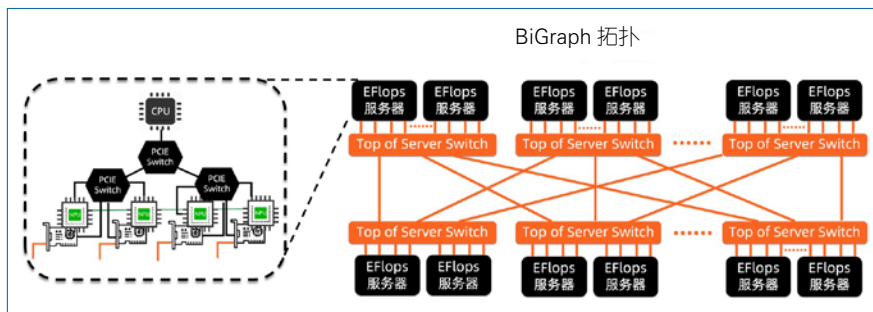 BiGraph 拓扑
CPU
PCIE
Switch
PCIE
Switch
PCIE
Switch
NPU
NPU
NPU
NPU
EFlops
服务器
EFlops
服务器
EFlops
服务器
EFlops
服务器
EFlops
服务器
EFlops
服务器
Top of Server Switch
Top of Server Switch
Top of Server Switch
Top of Server Switch
Top of Server Switch
Top of Server Switch
EFlops
服务器
EFlops
服务器
EFlops
服务器
EFlops
服务器
EFlops
服务器
EFlops
服务器